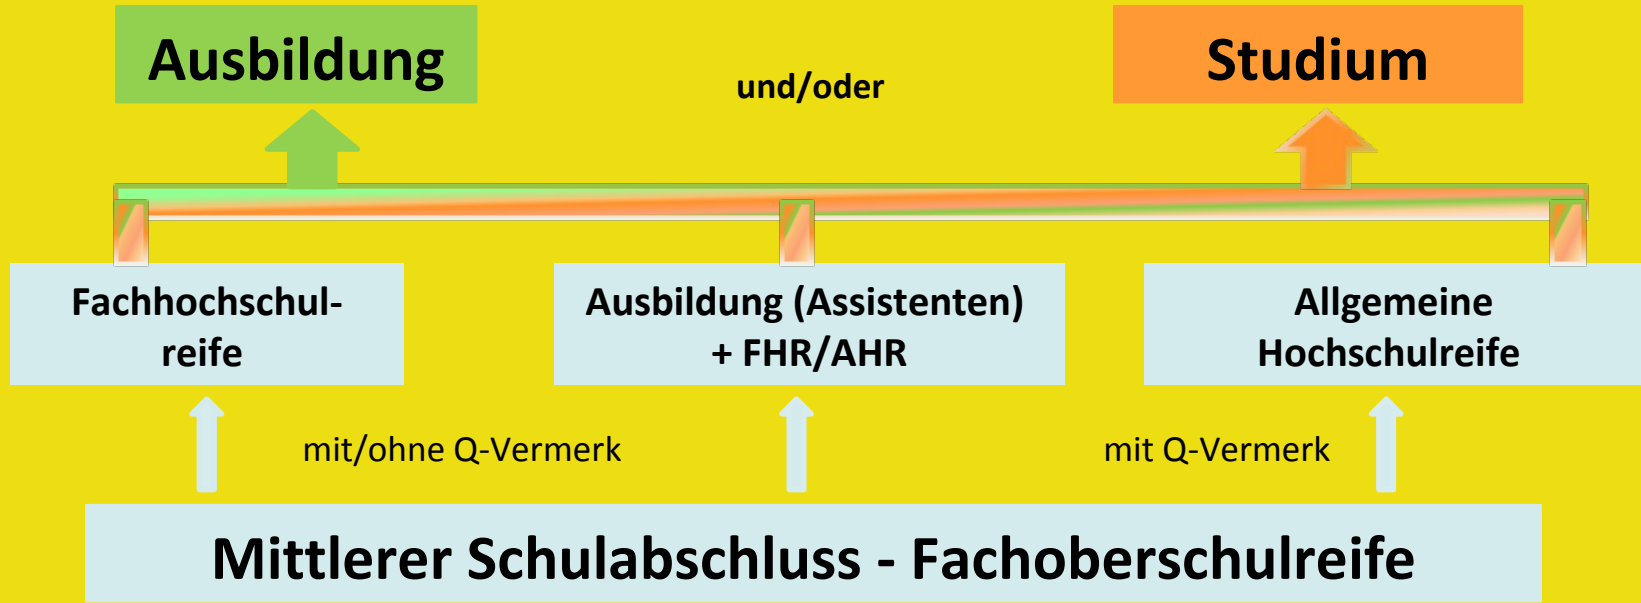 Ausbildung
und/oder
Studium
Fachhochschul-
reife
Ausbildung (Assistenten)
+ FHR/AHR
Allgemeine
Hochschulreife
mit/ohne Q-Vermerk
mit Q-Vermerk
Mittlerer Schulabschluss - Fachoberschulreife